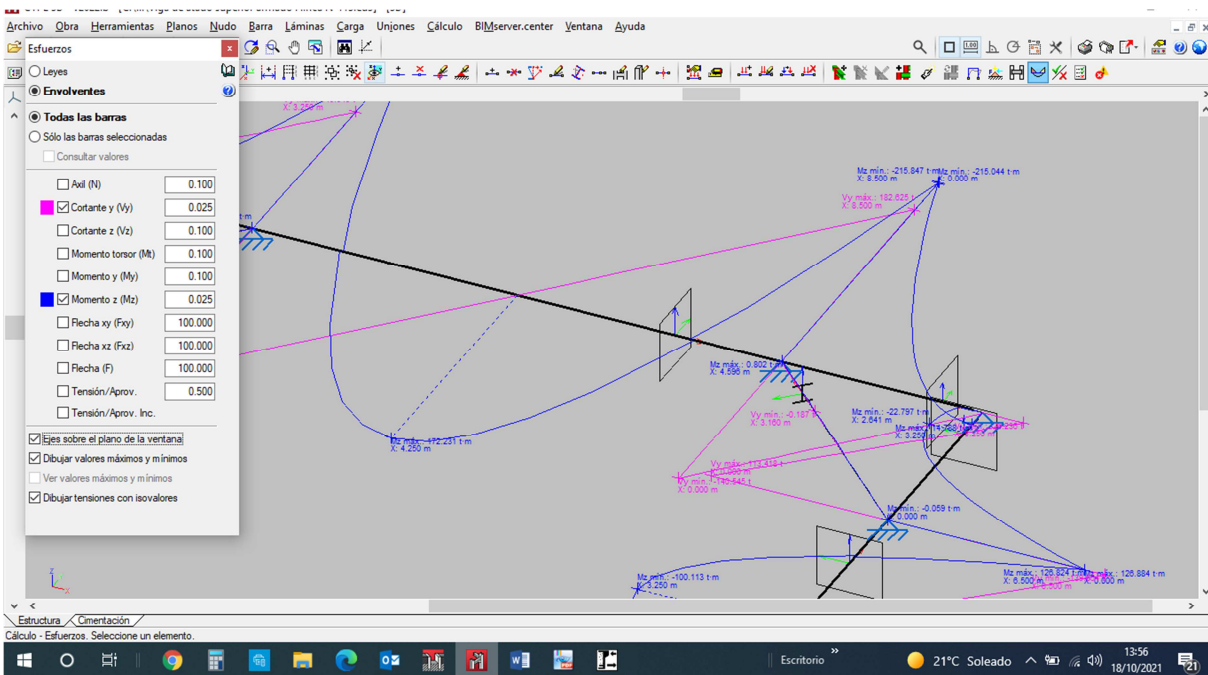 Archivo Obra Herramientas Planos Nudo Barra Láminas Carga Uniones Cálculo BIMserver.center Ventana Ayuda
Esfuerzos
Leyes
Envolventes
Todas las barras
Sólo las barras seleccionadas
Consultar valores
Axil (N) 0.100
Cortante y (Vy) 0.025
Cortante z (Vz) 0.100
Momento torsor (Mt) 0.100
Momento y (My) 0.100
Momento z (Mz) 0.025
Flecha xy (Fxy) 100.000
Flecha xz (Fxz) 100.000
Flecha (F) 100.000
Tensión/Aprov. 0.500
Tensión/Aprov. Inc.
Ejes sobre el plano de la ventana
Dibujar valores máximos y mínimos
Ver valores máximos y mínimos
Dibujar tensiones con isovalores
X: 3.250 m
t·m
Mz mín.: -215.847 t·m
X: 8.500 m
Mz mín.: -215.044 t·m
X: 0.000 m
Vy máx.: 182.625 t
X: 8.500 m
Mz máx.: 0.802 t·m
X: 4.596 m
Vy mín.: -0.187 t
X: 3.160 m
Mz mín.: -22.797 t·m
X: 2.641 m
X: 3.250 m
Mz máx.: 172.231 t·m
X: 4.250 m
Vy máx.: 113.418 t
X: 0.000 m
X: 0.000 m
Mz mín.: -0.059 t·m
X: 0.000 m
Mz mín.: -100.113 t·m
X: 3.250 m
Mz máx.: 126.824 t·m
X: 6.500 m
Mz máx.: 126.884 t·m
X: 0.000 m
z
x
Estructura Cimentación
Cálculo - Esfuerzos. Seleccione un elemento.
Escritorio
21°C Soleado
13:56
18/10/2021
21